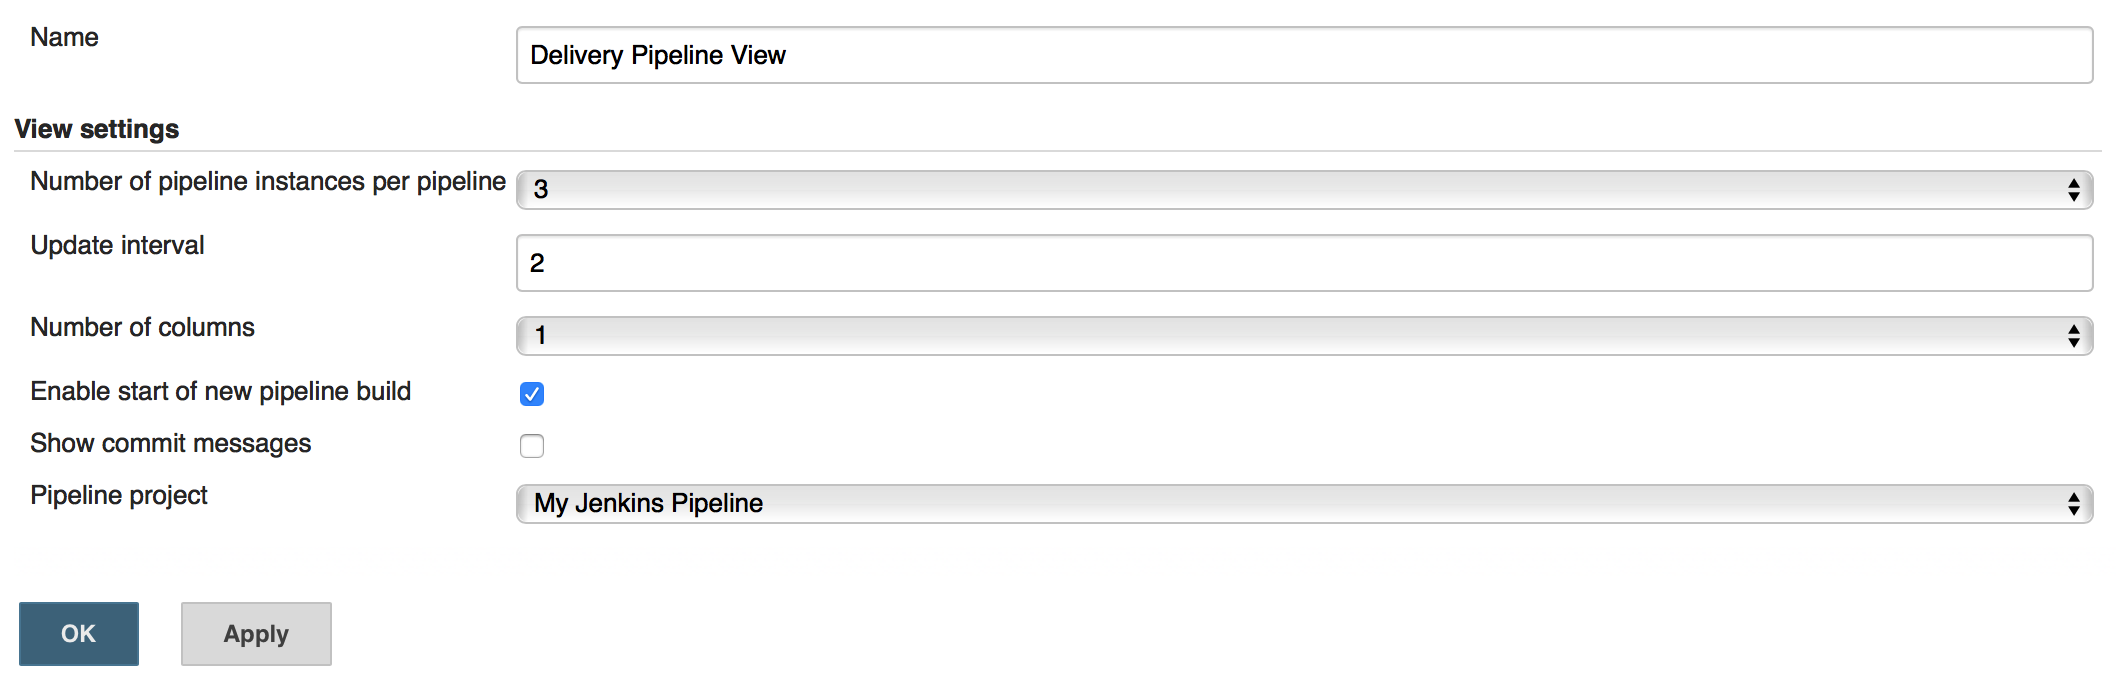 Name
Delivery Pipeline View
View settings
Number of pipeline instances per pipeline
3
Update interval
2
Number of columns
1
Enable start of new pipeline build
Show commit messages
Pipeline project
My Jenkins Pipeline
OK
Apply